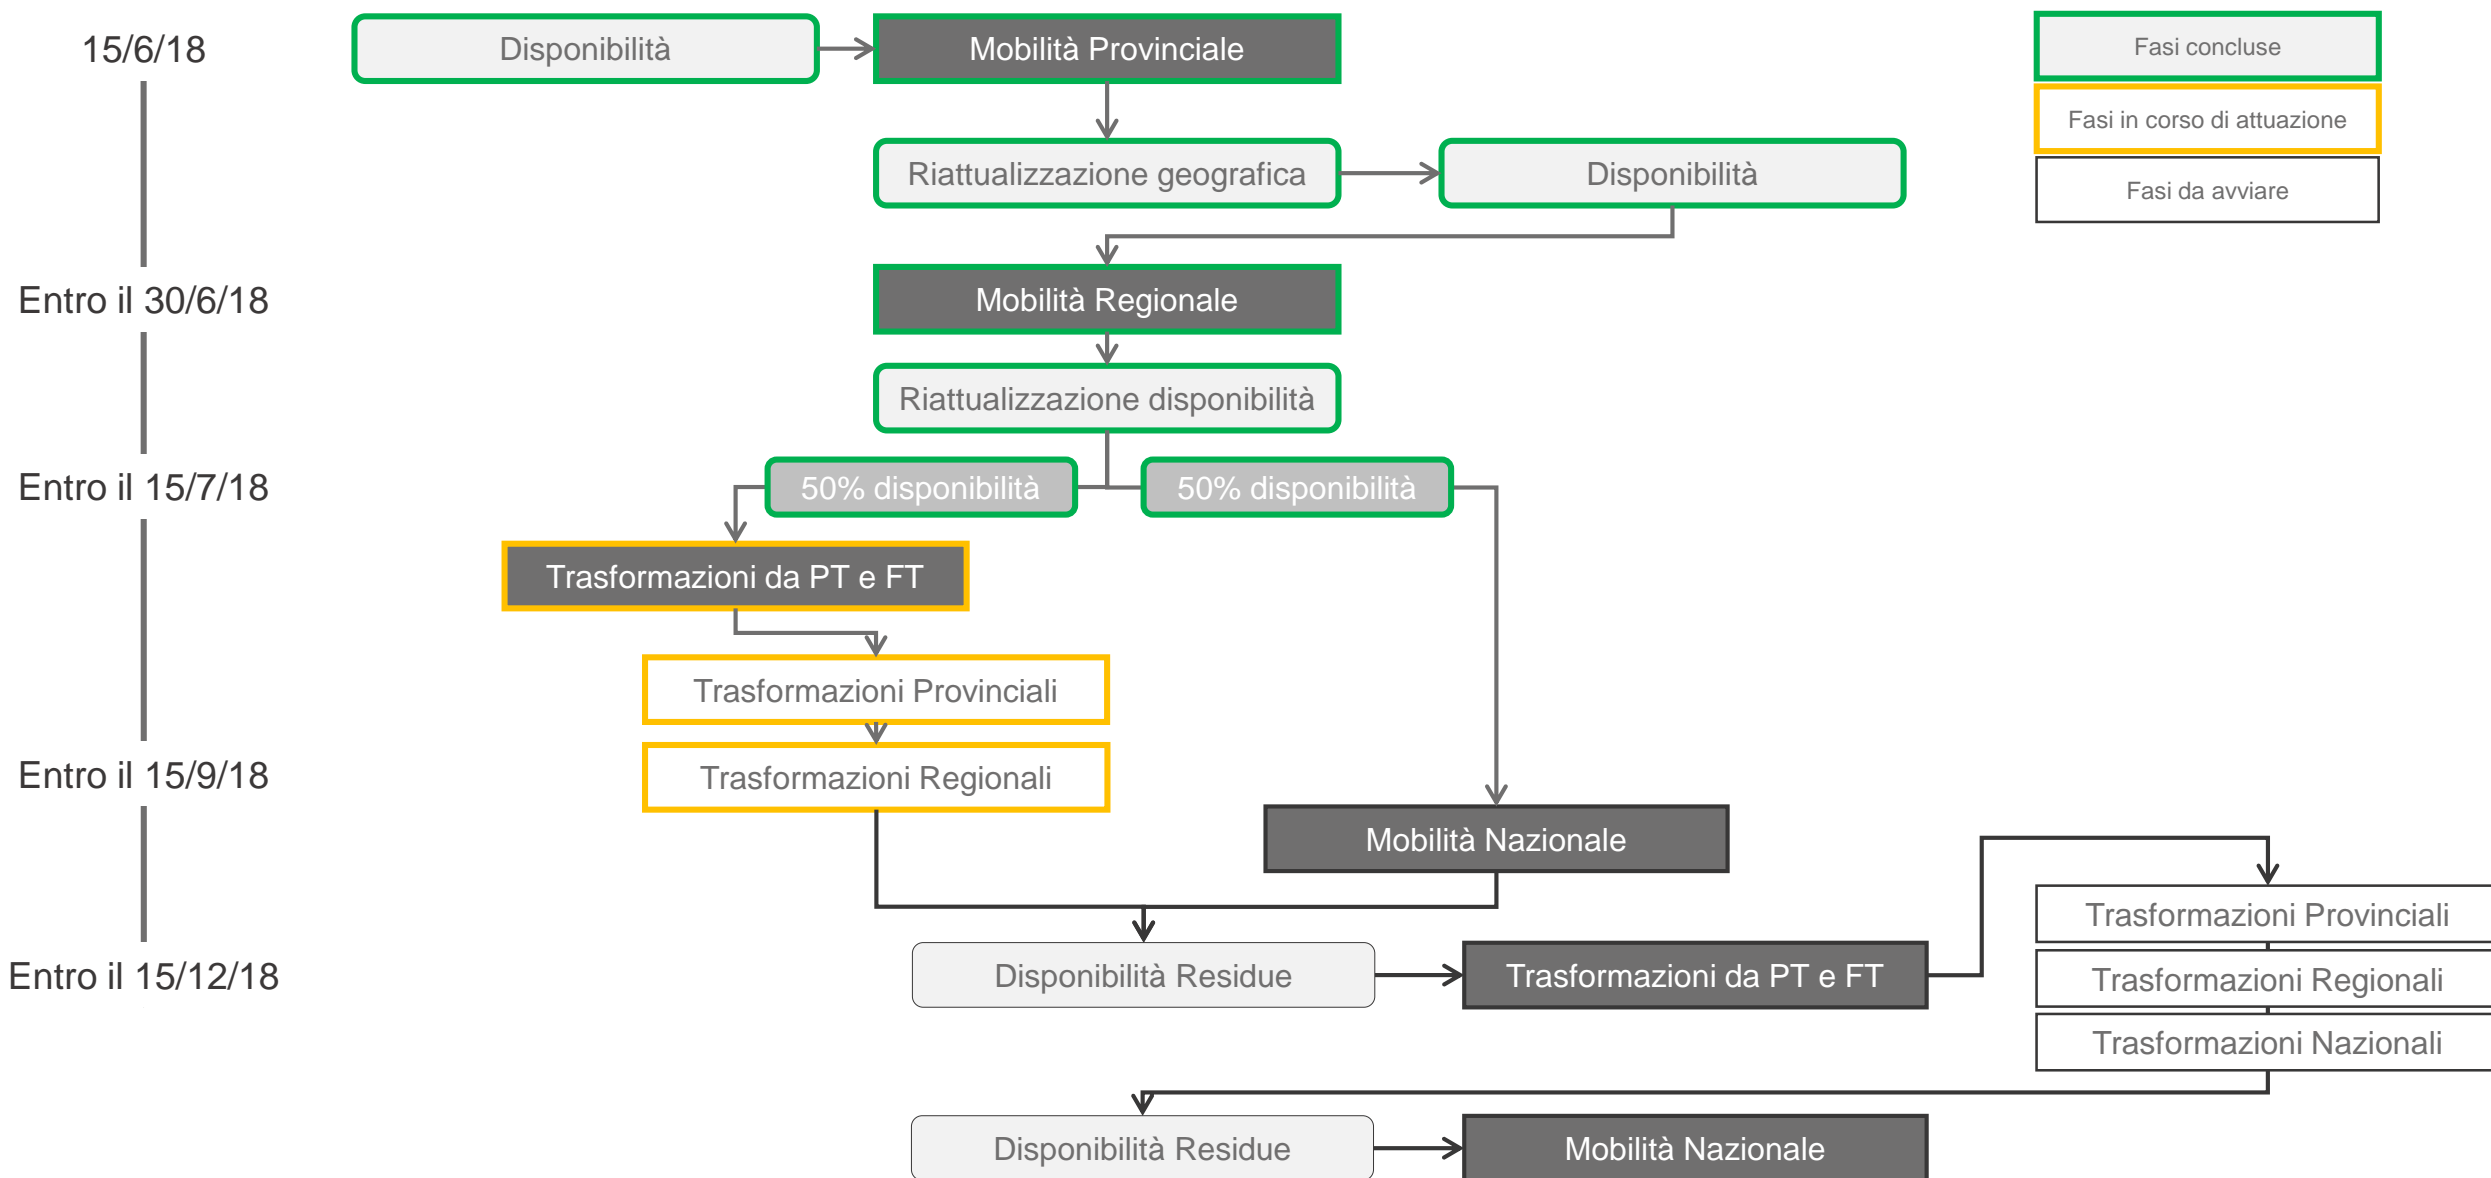 15/6/18
Disponibilità
Mobilità Provinciale
Fasi concluse
Fasi in corso di attuazione
Fasi da avviare
Riattualizzazione geografica
Disponibilità
Entro il 30/6/18
Mobilità Regionale
Riattualizzazione disponibilità
Entro il 15/7/18
50% disponibilità
50% disponibilità
Trasformazioni da PT e FT
Trasformazioni Provinciali
Entro il 15/9/18
Trasformazioni Regionali
Mobilità Nazionale
Trasformazioni Provinciali
Entro il 15/12/18
Disponibilità Residue
Trasformazioni da PT e FT
Trasformazioni Regionali
Trasformazioni Nazionali
Disponibilità Residue
Mobilità Nazionale